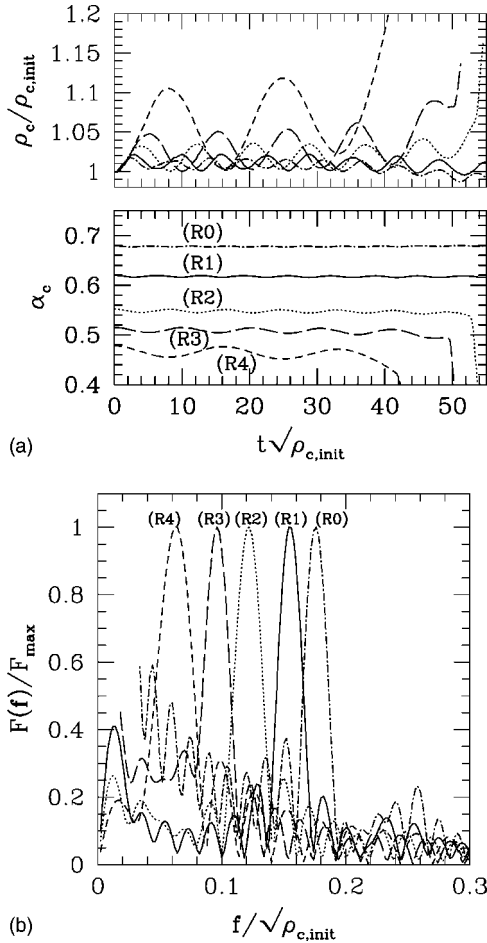 1.2
1.15
1.1
1.05
1
ρc/ρc,init
0.7
0.6
0.5
0.4
αc
(R0)
(R1)
(R2)
(R3)
(R4)
0 10 20 30 40 50
(a)
t√ρc,init
(R4) (R3) (R2) (R1) (R0)
1
0.8
0.6
0.4
0.2
0
F(f)/Fmax
0 0.1 0.2 0.3
(b)
f/√ρc,init